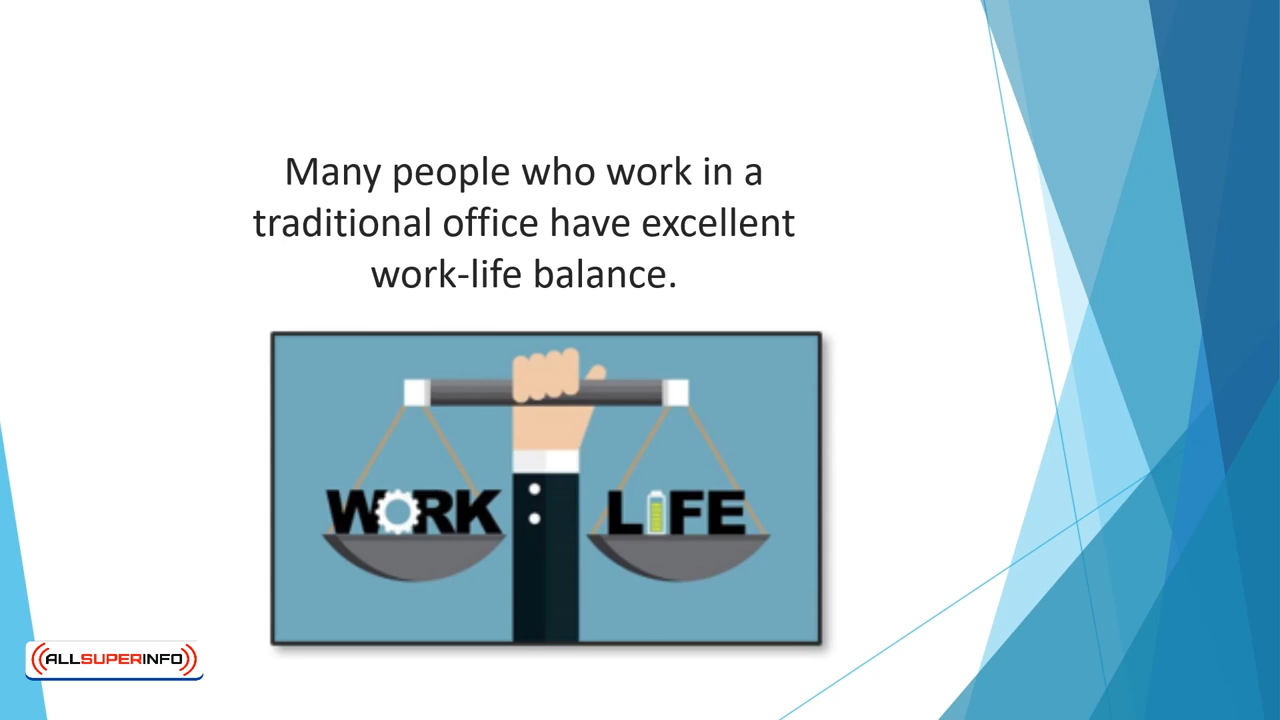 Many people who work in a
traditional office have excellent
work-life balance.
WORK
LIFE
ALLSUPERINFO